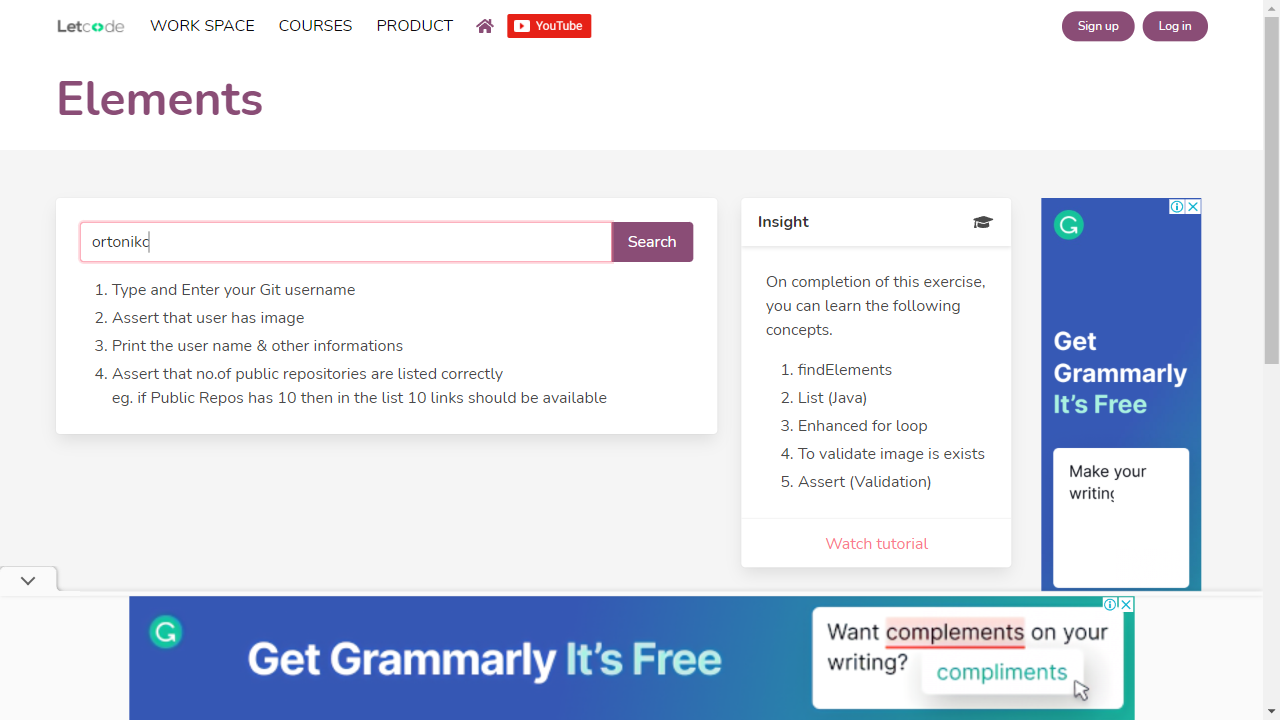 Letcode
WORK SPACE
COURSES
PRODUCT
YouTube
Sign up
Log in
Elements
ortonikc
Search
1. Type and Enter your Git username
2. Assert that user has image
3. Print the user name & other informations
4. Assert that no.of public repositories are listed correctly
eg. if Public Repos has 10 then in the list 10 links should be available
Insight
On completion of this exercise,
you can learn the following
concepts.
1. findElements
2. List (Java)
3. Enhanced for loop
4. To validate image is exists
5. Assert (Validation)
Watch tutorial
Get
Grammarly
It's Free
Make your
writing
Get Grammarly It's Free
Want complements on your
writing?
compliments